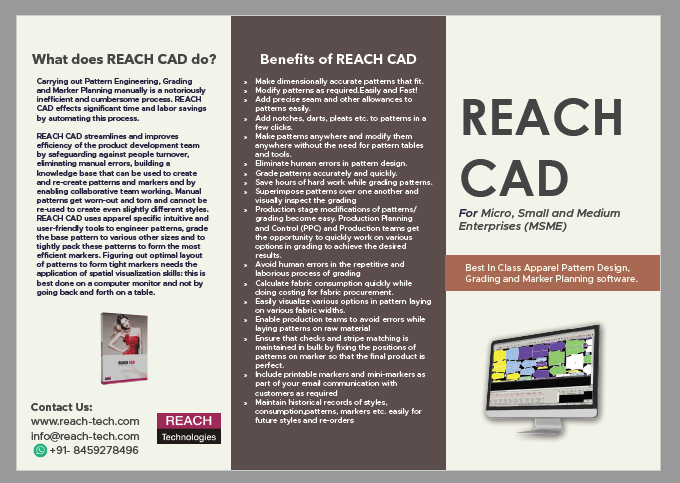 What does REACH CAD do?
Carrying out Pattern Engineering, Grading
and Marker Planning manually is a notoriously
inefficient and cumbersome process. REACH
CAD effects significant time and labor savings
by automating this process.
REACH CAD streamlines and improves
efficiency of the product development team
by safeguarding against people turnover,
eliminating manual errors, building a
knowledge base that can be used to create
and re-create patterns and markers and by
enabling collaborative team working. Manual
patterns get worn-out and torn and cannot be
re-used to create even slightly different styles.
REACH CAD uses apparel specific intuitive and
user-friendly tools to engineer patterns, grade
the base pattern to various other sizes and to
tightly pack these patterns to form the most
efficient markers. Figuring out optimal layout
of patterns to form tight markers needs the
application of spatial visualization skills: this is
best done on a computer monitor and not by
going back and forth on a table.
Contact Us:
www.reach-tech.com
info@reach-tech.com
+91- 8459278496
REACH
Technologies
Benefits of REACH CAD
» Make dimensionally accurate patterns that fit.
» Modify patterns as required.Easily and Fast!
» Add precise seam and other allowances to
patterns easily.
» Add notches, darts, pleats etc. to patterns in a
few clicks.
» Make patterns anywhere and modify them
anywhere without the need for pattern tables
and tools.
» Eliminate human errors in pattern design.
» Grade patterns accurately and quickly.
» Save hours of hard work while grading patterns.
» Superimpose patterns over one another and
visually inspect the grading
» Production stage modifications of patterns/
grading become easy. Production Planning
and Control (PPC) and Production teams get
the opportunity to quickly work on various
options in grading to achieve the desired
results.
» Avoid human errors in the repetitive and
laborious process of grading
» Calculate fabric consumption quickly while
doing costing for fabric procurement.
» Easily visualize various options in pattern laying
on various fabric widths.
» Enable production teams to avoid errors while
laying patterns on raw material
» Ensure that checks and stripe matching is
maintained in bulk by fixing the positions of
patterns on marker so that the final product is
perfect.
» Include printable markers and mini-markers as
part of your email communication with
customers as required
» Maintain historical records of styles,
consumption,patterns, markers etc. easily for
future styles and re-orders
REACH
CAD
For Micro, Small and Medium
Enterprises (MSME)
Best In Class Apparel Pattern Design,
Grading and Marker Planning software.